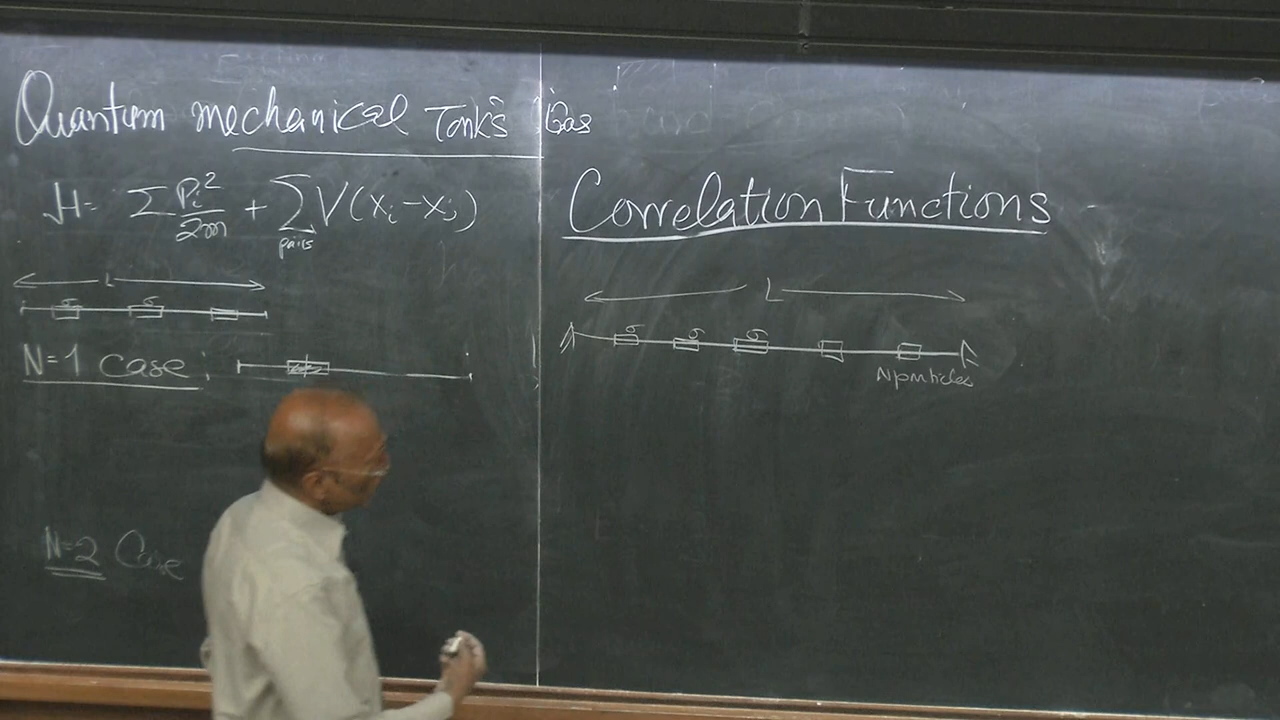 Quantum mechanical Tonk's Gas
H = Σ Pi²/2m + Σ pairs V(xi - xj)
L
σ σ
N=1 case;
N=2 Case
Correlation Functions
L
σ σ σ
N particles